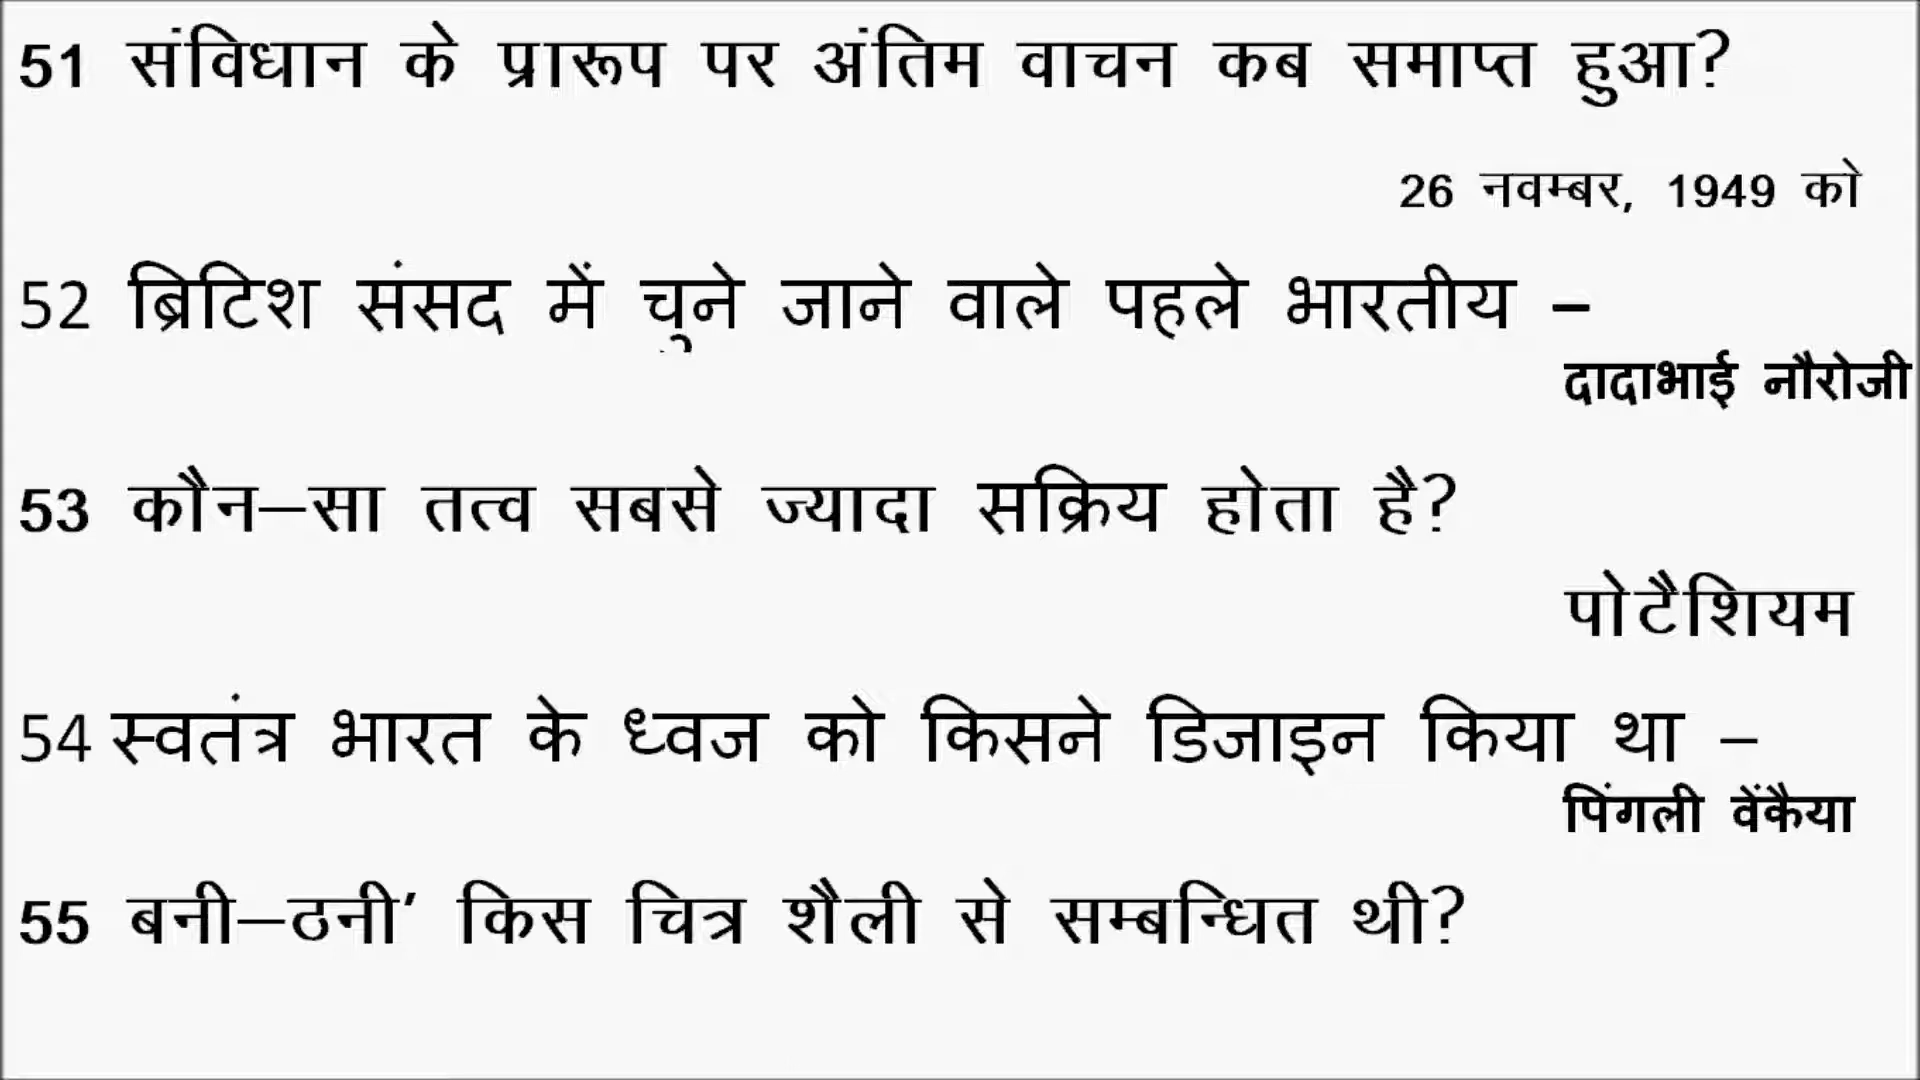 51 संविधान के प्रारूप पर अंतिम वाचन कब समाप्त हुआ?
26 नवम्बर, 1949 को
52 ब्रिटिश संसद में चुने जाने वाले पहले भारतीय –
दादाभाई नौरोजी
53 कौन–सा तत्व सबसे ज्यादा सक्रिय होता है?
पोटैशियम
54 स्वतंत्र भारत के ध्वज को किसने डिजाइन किया था –
पिंगली वेंकैया
55 बनी–ठनी’ किस चित्र शैली से सम्बन्धित थी?